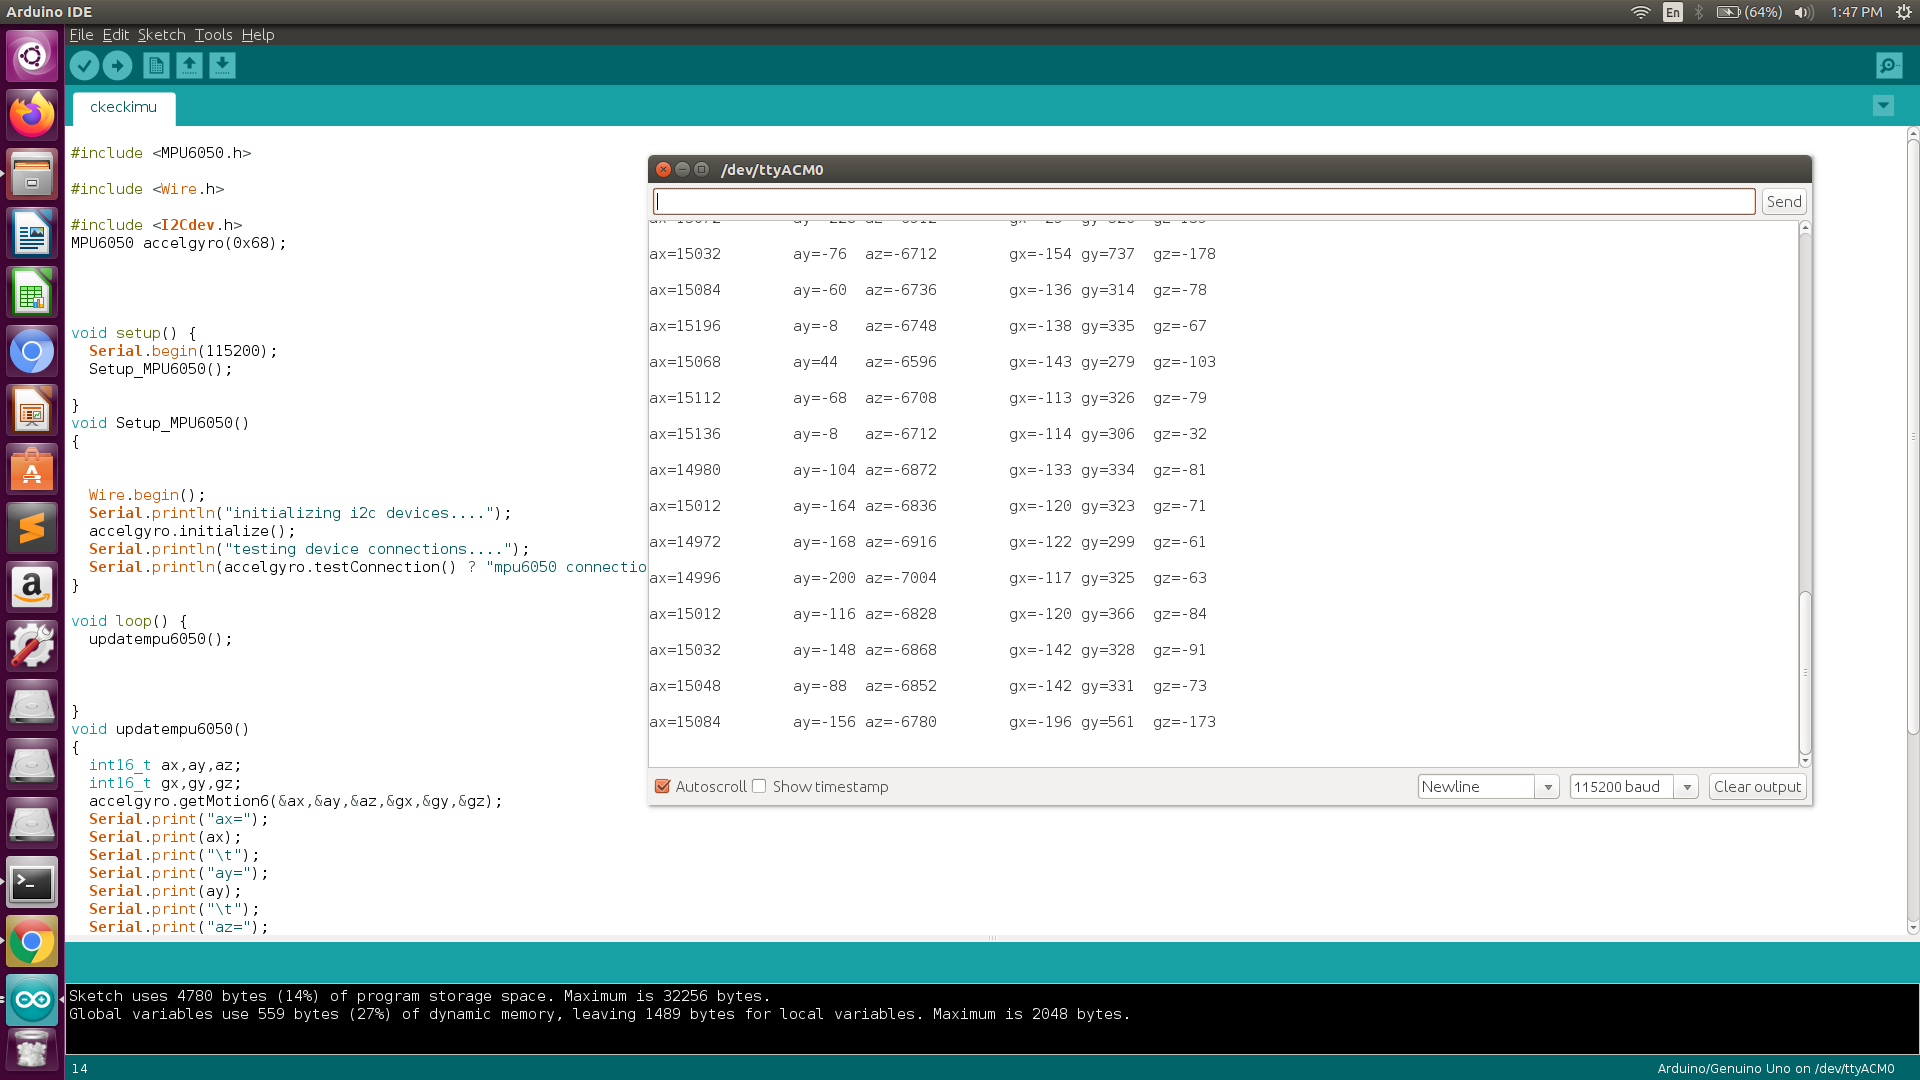 Arduino IDE
En
(64%)
1:47 PM
File Edit Sketch Tools Help
ckeckimu
#include <MPU6050.h>
#include <Wire.h>
#include <I2Cdev.h>
MPU6050 accelgyro(0x68);
void setup() {
Serial.begin(115200);
Setup_MPU6050();
}
void Setup_MPU6050()
{
Wire.begin();
Serial.println("initializing i2c devices....");
accelgyro.initialize();
Serial.println("testing device connections....");
Serial.println(accelgyro.testConnection() ? "mpu6050 connectio
}
void loop() {
updatempu6050();
}
void updatempu6050()
{
int16_t ax,ay,az;
int16_t gx,gy,gz;
accelgyro.getMotion6(&ax,&ay,&az,&gx,&gy,&gz);
Serial.print("ax=");
Serial.print(ax);
Serial.print("\t");
Serial.print("ay=");
Serial.print(ay);
Serial.print("\t");
Serial.print("az=");
/dev/ttyACM0
Send
ax=15032 ay=-76 az=-6712 gx=-154 gy=737 gz=-178
ax=15084 ay=-60 az=-6736 gx=-136 gy=314 gz=-78
ax=15196 ay=-8 az=-6748 gx=-138 gy=335 gz=-67
ax=15068 ay=44 az=-6596 gx=-143 gy=279 gz=-103
ax=15112 ay=-68 az=-6708 gx=-113 gy=326 gz=-79
ax=15136 ay=-8 az=-6712 gx=-114 gy=306 gz=-32
ax=14980 ay=-104 az=-6872 gx=-133 gy=334 gz=-81
ax=15012 ay=-164 az=-6836 gx=-120 gy=323 gz=-71
ax=14972 ay=-168 az=-6916 gx=-122 gy=299 gz=-61
ax=14996 ay=-200 az=-7004 gx=-117 gy=325 gz=-63
ax=15012 ay=-116 az=-6828 gx=-120 gy=366 gz=-84
ax=15032 ay=-148 az=-6868 gx=-142 gy=328 gz=-91
ax=15048 ay=-88 az=-6852 gx=-142 gy=331 gz=-73
ax=15084 ay=-156 az=-6780 gx=-196 gy=561 gz=-173
Autoscroll Show timestamp Newline 115200 baud Clear output
Sketch uses 4780 bytes (14%) of program storage space. Maximum is 32256 bytes.
Global variables use 559 bytes (27%) of dynamic memory, leaving 1489 bytes for local variables. Maximum is 2048 bytes.
14
Arduino/Genuino Uno on /dev/ttyACM0